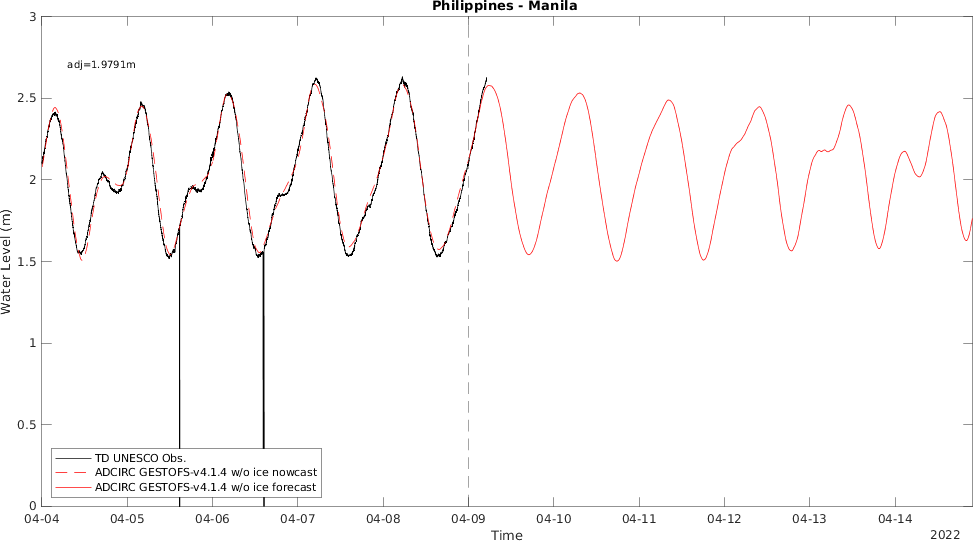 Philippines - Manila
adj=1.9791m
Water Level (m)
3
2.5
2
1.5
1
0.5
0
TD UNESCO Obs.
ADCIRC GESTOFS-v4.1.4 w/o ice nowcast
ADCIRC GESTOFS-v4.1.4 w/o ice forecast
04-04 04-05 04-06 04-07 04-08 04-09 04-10 04-11 04-12 04-13 04-14
Time
2022